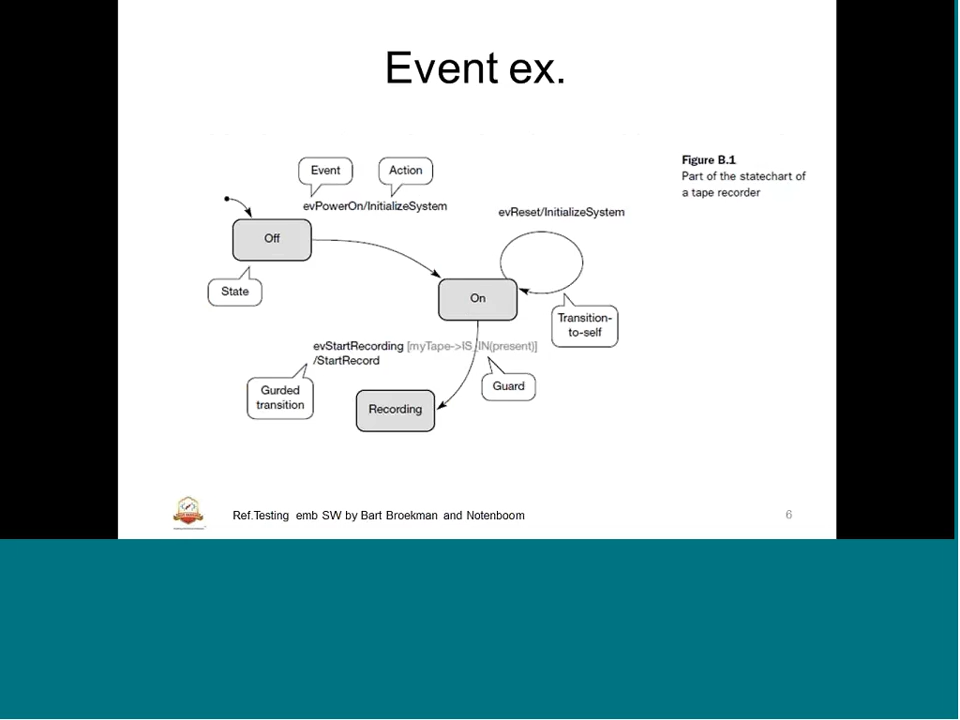 Event ex.
Figure B.1
Part of the statechart of
a tape recorder
Event
Action
evPowerOn/InitializeSystem
evReset/InitializeSystem
Off
State
On
Transition-
to-self
evStartRecording [myTape->IS_IN(present)]
/StartRecord
Gurded
transition
Guard
Recording
Ref.Testing emb SW by Bart Broekman and Notenboom
6